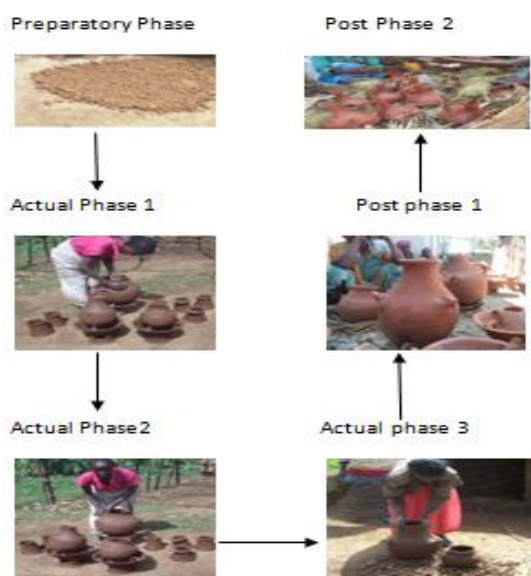 Preparatory Phase
Actual Phase 1
Actual Phase2
Actual phase 3
Post phase 1
Post Phase 2